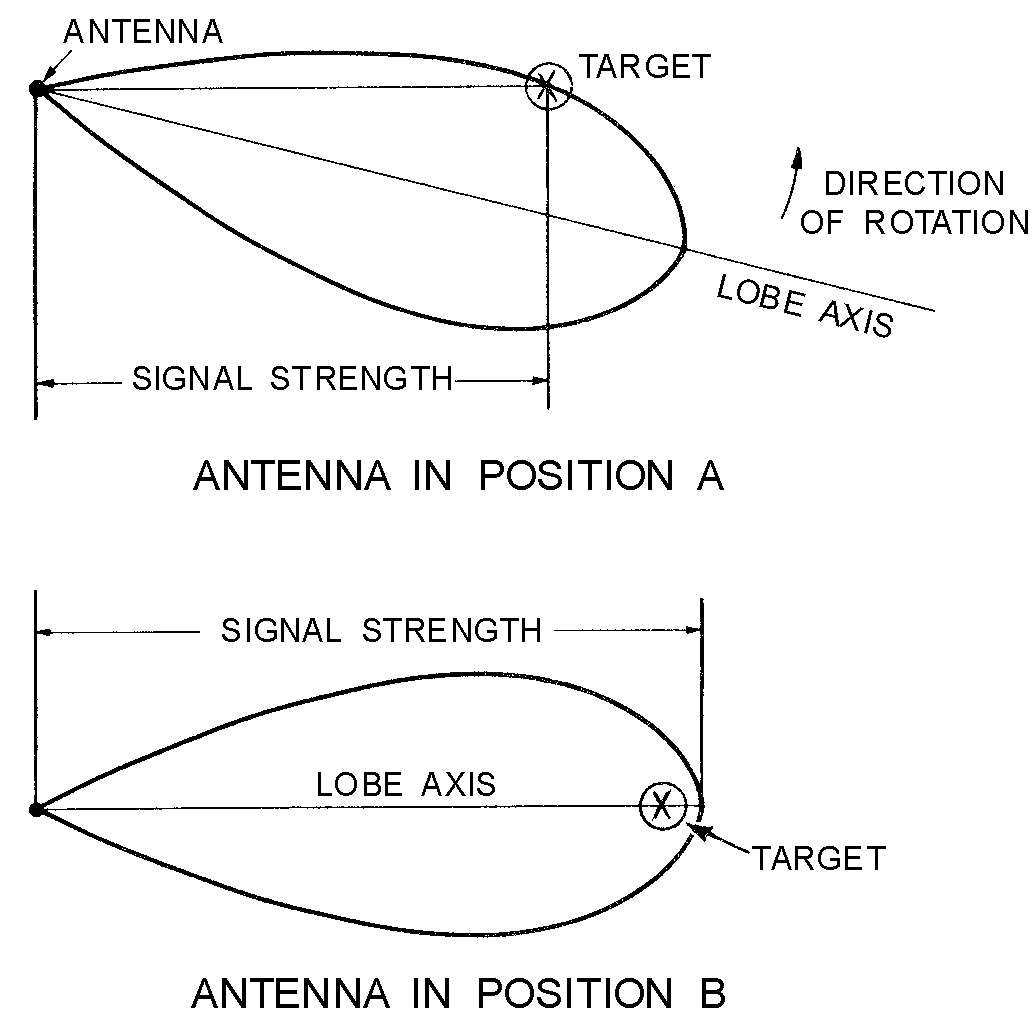 ANTENNA
TARGET
DIRECTION
OF ROTATION
LOBE AXIS
SIGNAL STRENGTH
ANTENNA IN POSITION A
SIGNAL STRENGTH
LOBE AXIS
TARGET
ANTENNA IN POSITION B